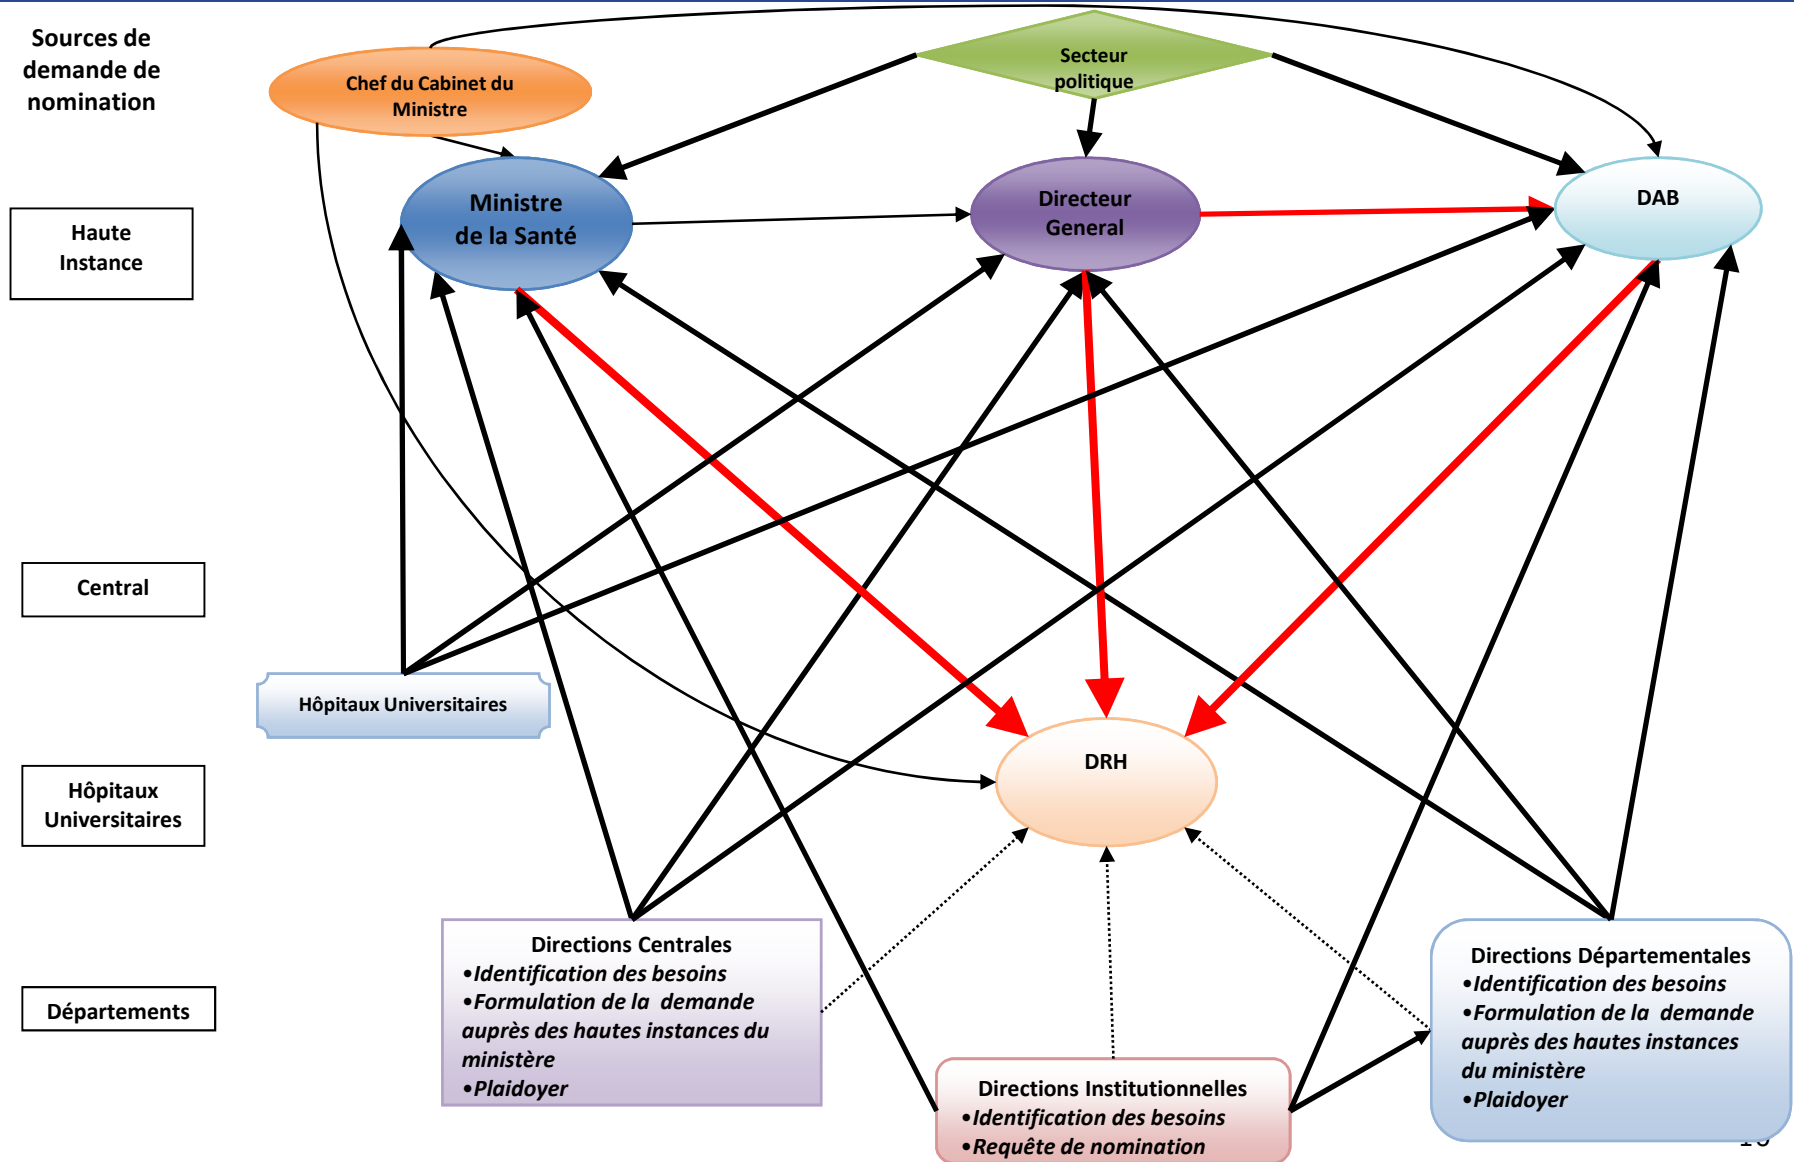 Sources de
demande de
nomination
Chef du Cabinet du
Ministre
Secteur
politique
Haute
Instance
Ministre
de la Santé
Directeur
General
DAB
Central
Hôpitaux Universitaires
Hôpitaux
Universitaires
DRH
Départements
Directions Centrales
•Identification des besoins
•Formulation de la demande
auprès des hautes instances du
ministère
•Plaidoyer
Directions Institutionnelles
•Identification des besoins
•Requête de nomination
Directions Départementales
•Identification des besoins
•Formulation de la demande
auprès des hautes instances
du ministère
•Plaidoyer